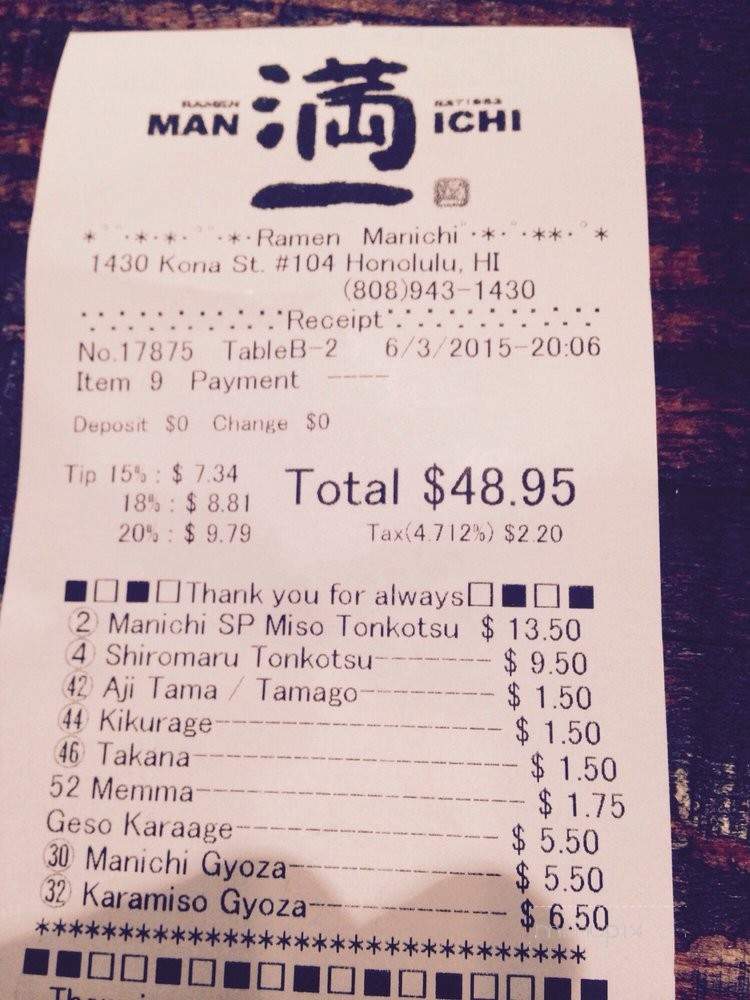 RAMEN
MAN 満一 ICHI
* ･*･*･ ･*･Ramen Manichi･*･ ･**･ *
1430 Kona St. #104 Honolulu, HI
(808)943-1430
Receipt
No.17875 TableB-2 6/3/2015-20:06
Item 9 Payment ----
Deposit $0 Change $0
Tip 15% : $ 7.34
18% : $ 8.81
20% : $ 9.79
Total $48.95
Tax(4.712%) $2.20
■□■□Thank you for always□■□■
② Manichi SP Miso Tonkotsu $ 13.50
④ Shiromaru Tonkotsu-------- $ 9.50
㊷ Aji Tama / Tamago--------- $ 1.50
㊹ Kikurage------------------ $ 1.50
㊻ Takana-------------------- $ 1.50
52 Memma--------------------- $ 1.75
Geso Karaage----------------- $ 5.50
㉚ Manichi Gyoza------------- $ 5.50
㉜ Karamiso Gyoza------------ $ 6.50
****************************************